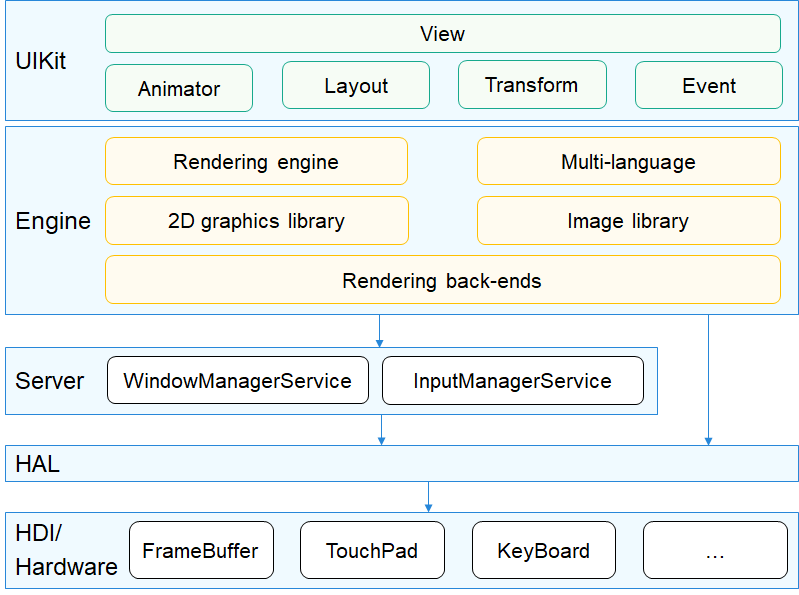 UIKit
View
Animator
Layout
Transform
Event
Engine
Rendering engine
Multi-language
2D graphics library
Image library
Rendering back-ends
Server
WindowManagerService
InputManagerService
HAL
HDI/
Hardware
FrameBuffer
TouchPad
KeyBoard
...